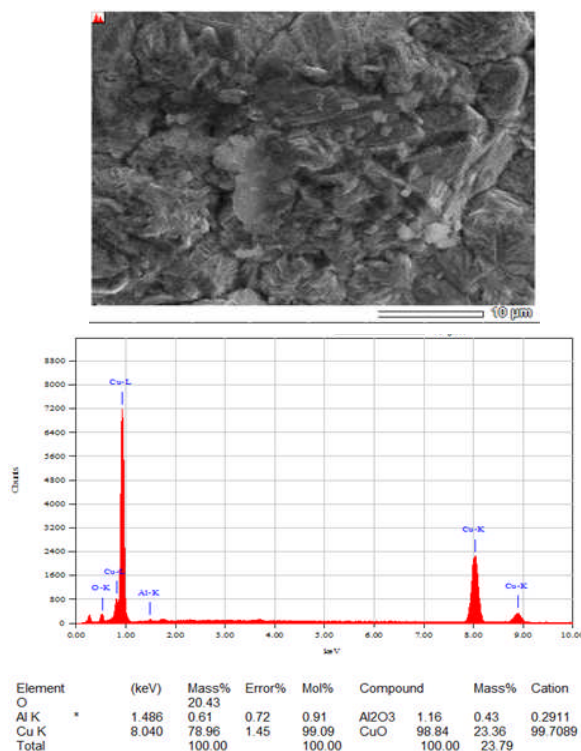 10 µm
8800
8000
7200
6400
5600
4800
4000
3200
2400
1600
800
0
Counts
Cu-L
Cu-K
Cu-K
O-K
Al-K
0.00 1.00 2.00 3.00 4.00 5.00 6.00 7.00 8.00 9.00 10.00
keV
Element (keV) Mass% Error% Mol% Compound Mass% Cation
O 20.43
Al K * 1.486 0.61 0.72 0.91 Al2O3 1.16 0.43 0.2911
Cu K 8.040 78.96 1.45 99.09 CuO 98.84 23.36 99.7089
Total 100.00 100.00 100.00 23.79